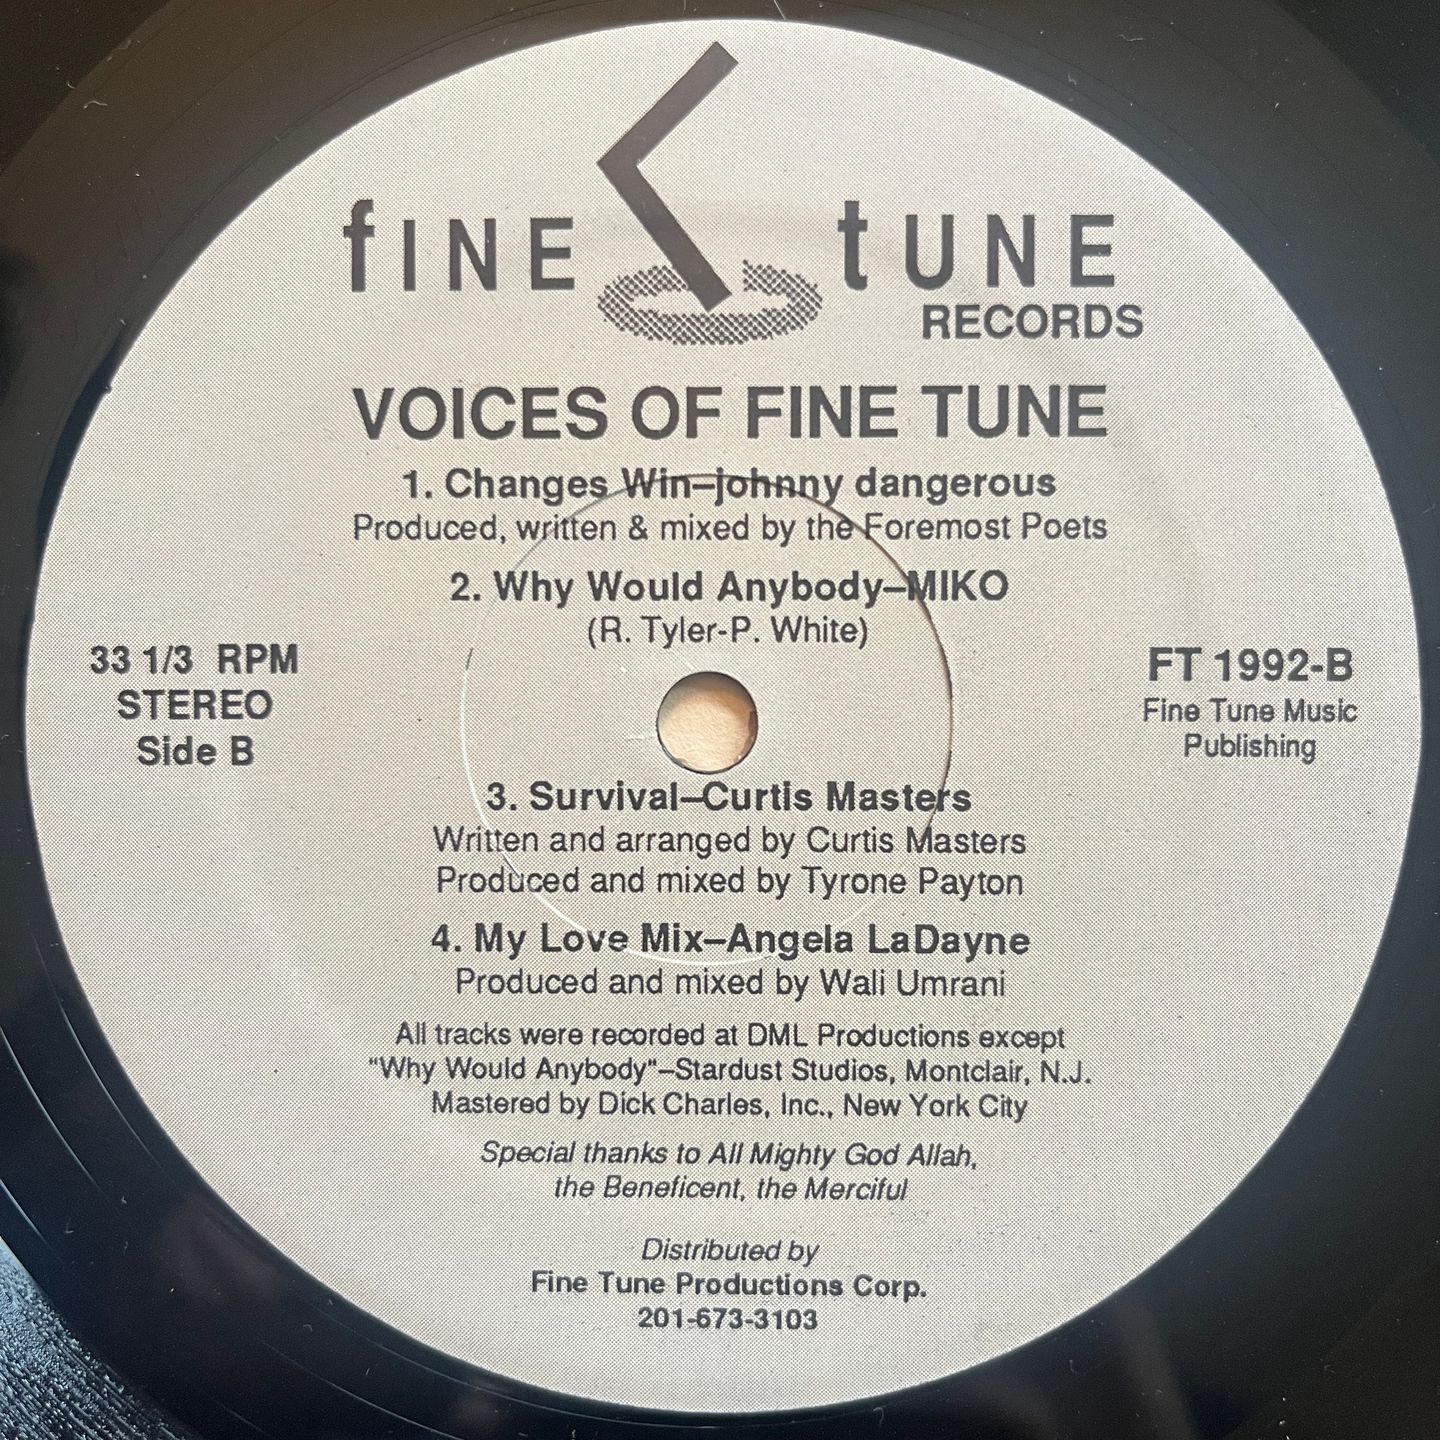 fINE tUNE
RECORDS
VOICES OF FINE TUNE
1. Changes Win–johnny dangerous
Produced, written & mixed by the Foremost Poets
2. Why Would Anybody–MIKO
(R. Tyler-P. White)
33 1/3 RPM
STEREO
Side B
FT 1992-B
Fine Tune Music
Publishing
3. Survival–Curtis Masters
Written and arranged by Curtis Masters
Produced and mixed by Tyrone Payton
4. My Love Mix–Angela LaDayne
Produced and mixed by Wali Umrani
All tracks were recorded at DML Productions except
"Why Would Anybody"–Stardust Studios, Montclair, N.J.
Mastered by Dick Charles, Inc., New York City
Special thanks to All Mighty God Allah,
the Beneficent, the Merciful
Distributed by
Fine Tune Productions Corp.
201-673-3103